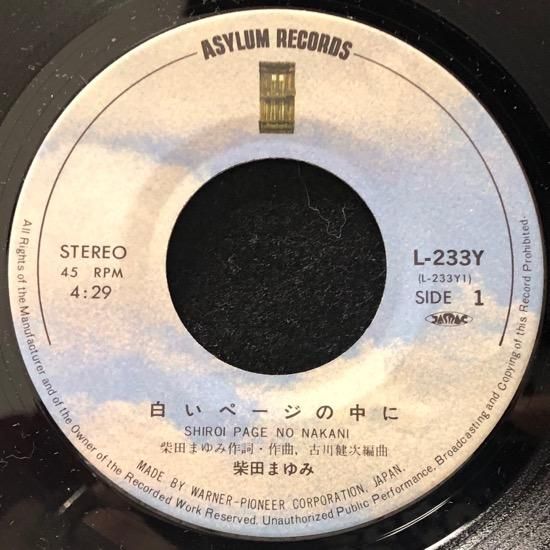 ASYLUM RECORDS
STEREO
45 RPM
4:29
L-233Y
(L-233Y1)
SIDE 1
JASRAC
白いページの中に
SHIROI PAGE NO NAKANI
柴田まゆみ作詞・作曲, 古川健次編曲
柴田まゆみ
MADE BY WARNER-PIONEER CORPORATION, JAPAN.
All Rights of the Manufacturer and of the Owner of the Recorded Work Reserved. Unauthorized Public Performance, Broadcasting and Copying of this Record Prohibited.